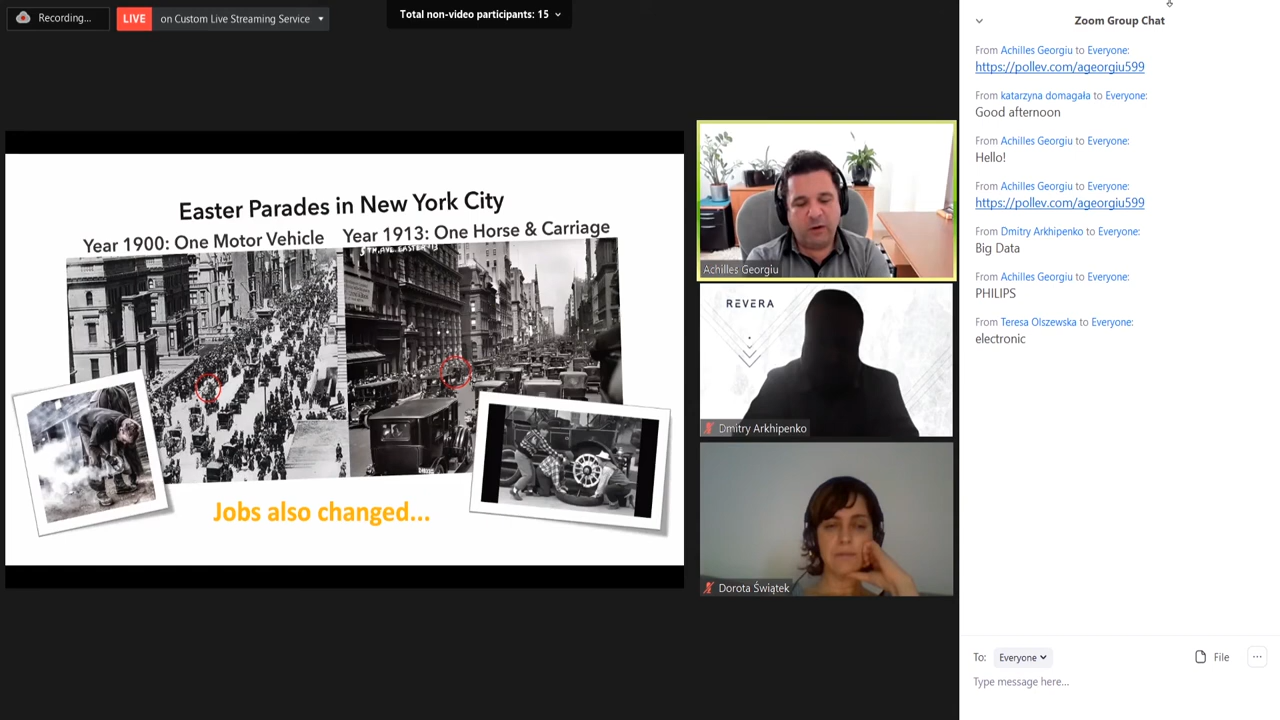 Recording...
LIVE
on Custom Live Streaming Service
Total non-video participants: 15
Easter Parades in New York City
Year 1900: One Motor Vehicle
Year 1913: One Horse & Carriage
5TH AVE EASTER '13
Jobs also changed...
Achilles Georgiu
REVERA
Dmitry Arkhipenko
Dorota Świątek
Zoom Group Chat
From Achilles Georgiu to Everyone:
https://pollev.com/ageorgiu599
From katarzyna domagała to Everyone:
Good afternoon
From Achilles Georgiu to Everyone:
Hello!
From Achilles Georgiu to Everyone:
https://pollev.com/ageorgiu599
From Dmitry Arkhipenko to Everyone:
Big Data
From Achilles Georgiu to Everyone:
PHILIPS
From Teresa Olszewska to Everyone:
electronic
To: Everyone
File
Type message here...